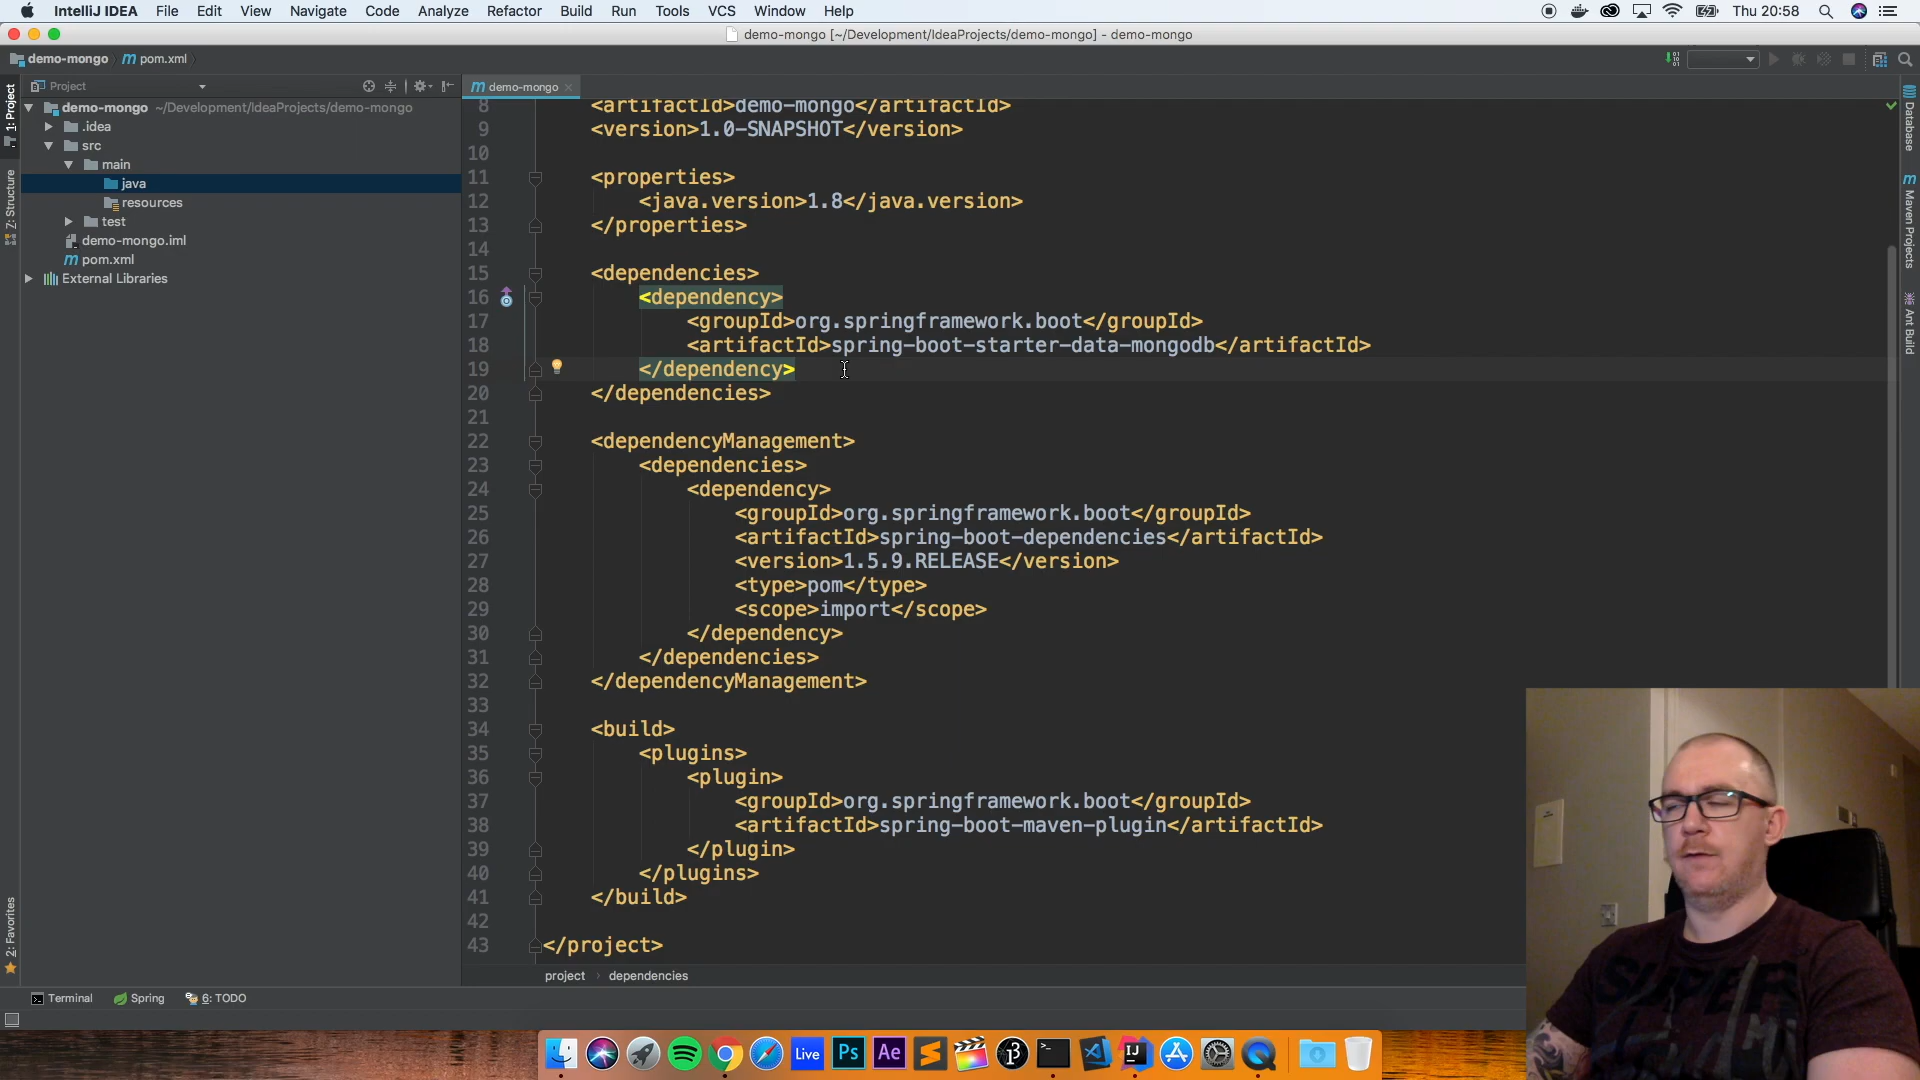 IntelliJ IDEA File Edit View Navigate Code Analyze Refactor Build Run Tools VCS Window Help Thu 20:58
demo-mongo [~/Development/IdeaProjects/demo-mongo] - demo-mongo
demo-mongo m pom.xml
Project
m demo-mongo
1: Project
Z: Structure
2: Favorites
demo-mongo ~/Development/IdeaProjects/demo-mongo
.idea
src
main
java
resources
test
demo-mongo.iml
m pom.xml
External Libraries
8 <artifactId>demo-mongo</artifactId>
9 <version>1.0-SNAPSHOT</version>
10
11 <properties>
12 <java.version>1.8</java.version>
13 </properties>
14
15 <dependencies>
16 <dependency>
17 <groupId>org.springframework.boot</groupId>
18 <artifactId>spring-boot-starter-data-mongodb</artifactId>
19 </dependency>
20 </dependencies>
21
22 <dependencyManagement>
23 <dependencies>
24 <dependency>
25 <groupId>org.springframework.boot</groupId>
26 <artifactId>spring-boot-dependencies</artifactId>
27 <version>1.5.9.RELEASE</version>
28 <type>pom</type>
29 <scope>import</scope>
30 </dependency>
31 </dependencies>
32 </dependencyManagement>
33
34 <build>
35 <plugins>
36 <plugin>
37 <groupId>org.springframework.boot</groupId>
38 <artifactId>spring-boot-maven-plugin</artifactId>
39 </plugin>
40 </plugins>
41 </build>
42
43 </project>
project › dependencies
Database
m Maven Projects
Ant Build
Terminal Spring 6: TODO
Live Ps Ae IJ